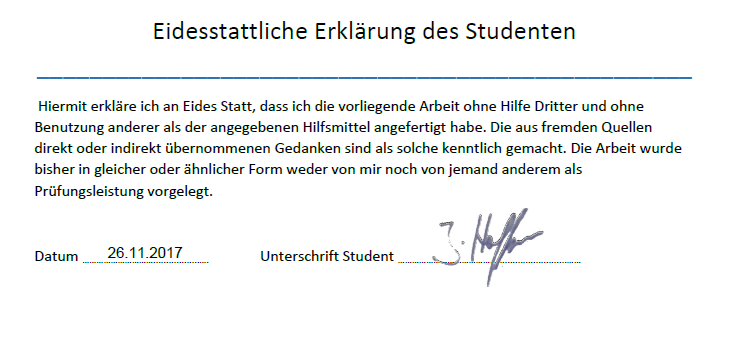 Eidesstattliche Erklärung des Studenten
Hiermit erkläre ich an Eides Statt, dass ich die vorliegende Arbeit ohne Hilfe Dritter und ohne
Benutzung anderer als der angegebenen Hilfsmittel angefertigt habe. Die aus fremden Quellen
direkt oder indirekt übernommenen Gedanken sind als solche kenntlich gemacht. Die Arbeit wurde
bisher in gleicher oder ähnlicher Form weder von mir noch von jemand anderem als
Prüfungsleistung vorgelegt.
Datum 26.11.2017 Unterschrift Student